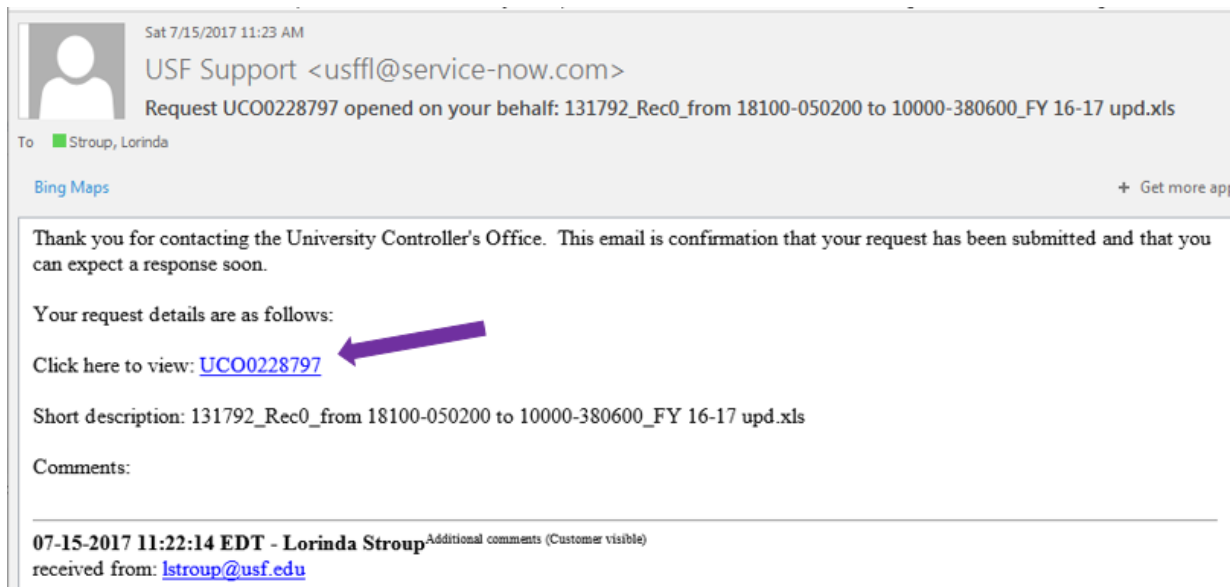 Sat 7/15/2017 11:23 AM
USF Support <usffl@service-now.com>
Request UCO0228797 opened on your behalf: 131792_Rec0_from 18100-050200 to 10000-380600_FY 16-17 upd.xls
To Stroup, Lorinda
Bing Maps
+ Get more app
Thank you for contacting the University Controller's Office. This email is confirmation that your request has been submitted and that you
can expect a response soon.
Your request details are as follows:
Click here to view: UCO0228797
Short description: 131792_Rec0_from 18100-050200 to 10000-380600_FY 16-17 upd.xls
Comments:
07-15-2017 11:22:14 EDT - Lorinda Stroup Additional comments (Customer visible)
received from: lstroup@usf.edu